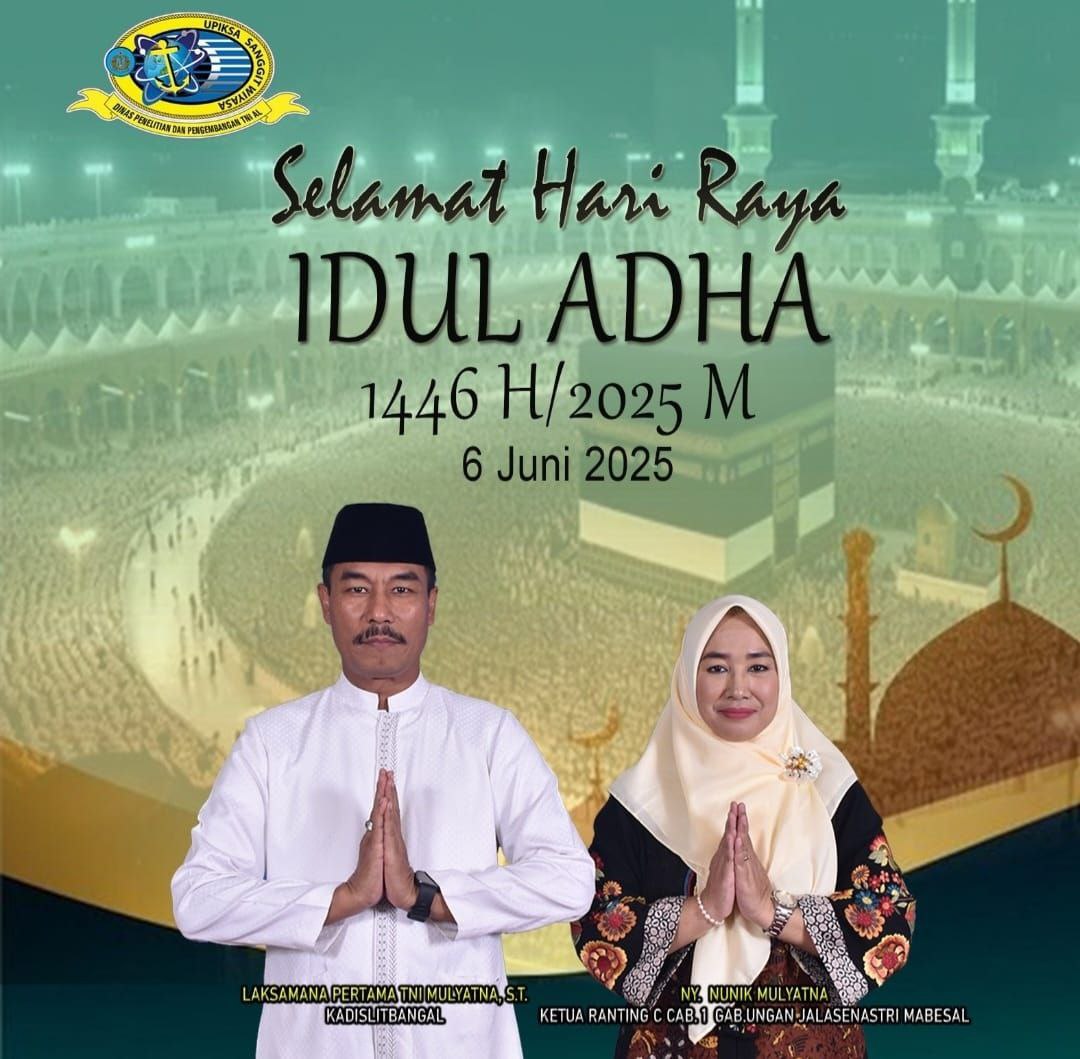 UPIKSA SANGGIT WIYASA
DINAS PENELITIAN DAN PENGEMBANGAN TNI AL
Selamat Hari Raya
IDUL ADHA
1446 H/2025 M
6 Juni 2025
LAKSAMANA PERTAMA TNI MULYATNA, S.T.
KADISLITBANGAL
NY. NUNIK MULYATNA
KETUA RANTING C CAB. 1 GAB,UNGAN JALASENASTRI MABESAL